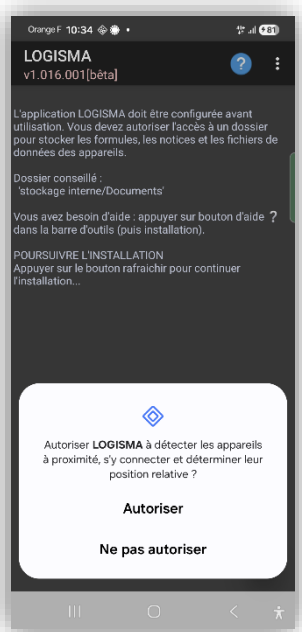 Orange F 10:34
81
LOGISMA
v1.016.001[bêta]
?
L'application LOGISMA doit être configurée avant
utilisation. Vous devez autoriser l'accès à un dossier
pour stocker les formules, les notices et les fichiers de
données des appareils.
Dossier conseillé :
'stockage interne/Documents'
Vous avez besoin d'aide : appuyer sur bouton d'aide ?
dans la barre d'outils (puis installation).
POURSUIVRE L'INSTALLATION
Appuyer sur le bouton rafraichir pour continuer
l'installation...
Autoriser LOGISMA à détecter les appareils
à proximité, s'y connecter et déterminer leur
position relative ?
Autoriser
Ne pas autoriser